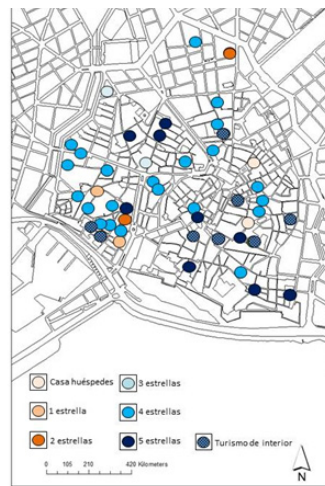 Casa huéspedes
3 estrellas
1 estrella
4 estrellas
2 estrellas
5 estrellas
Turismo de interior
0 105 210 420 Kilometers
N